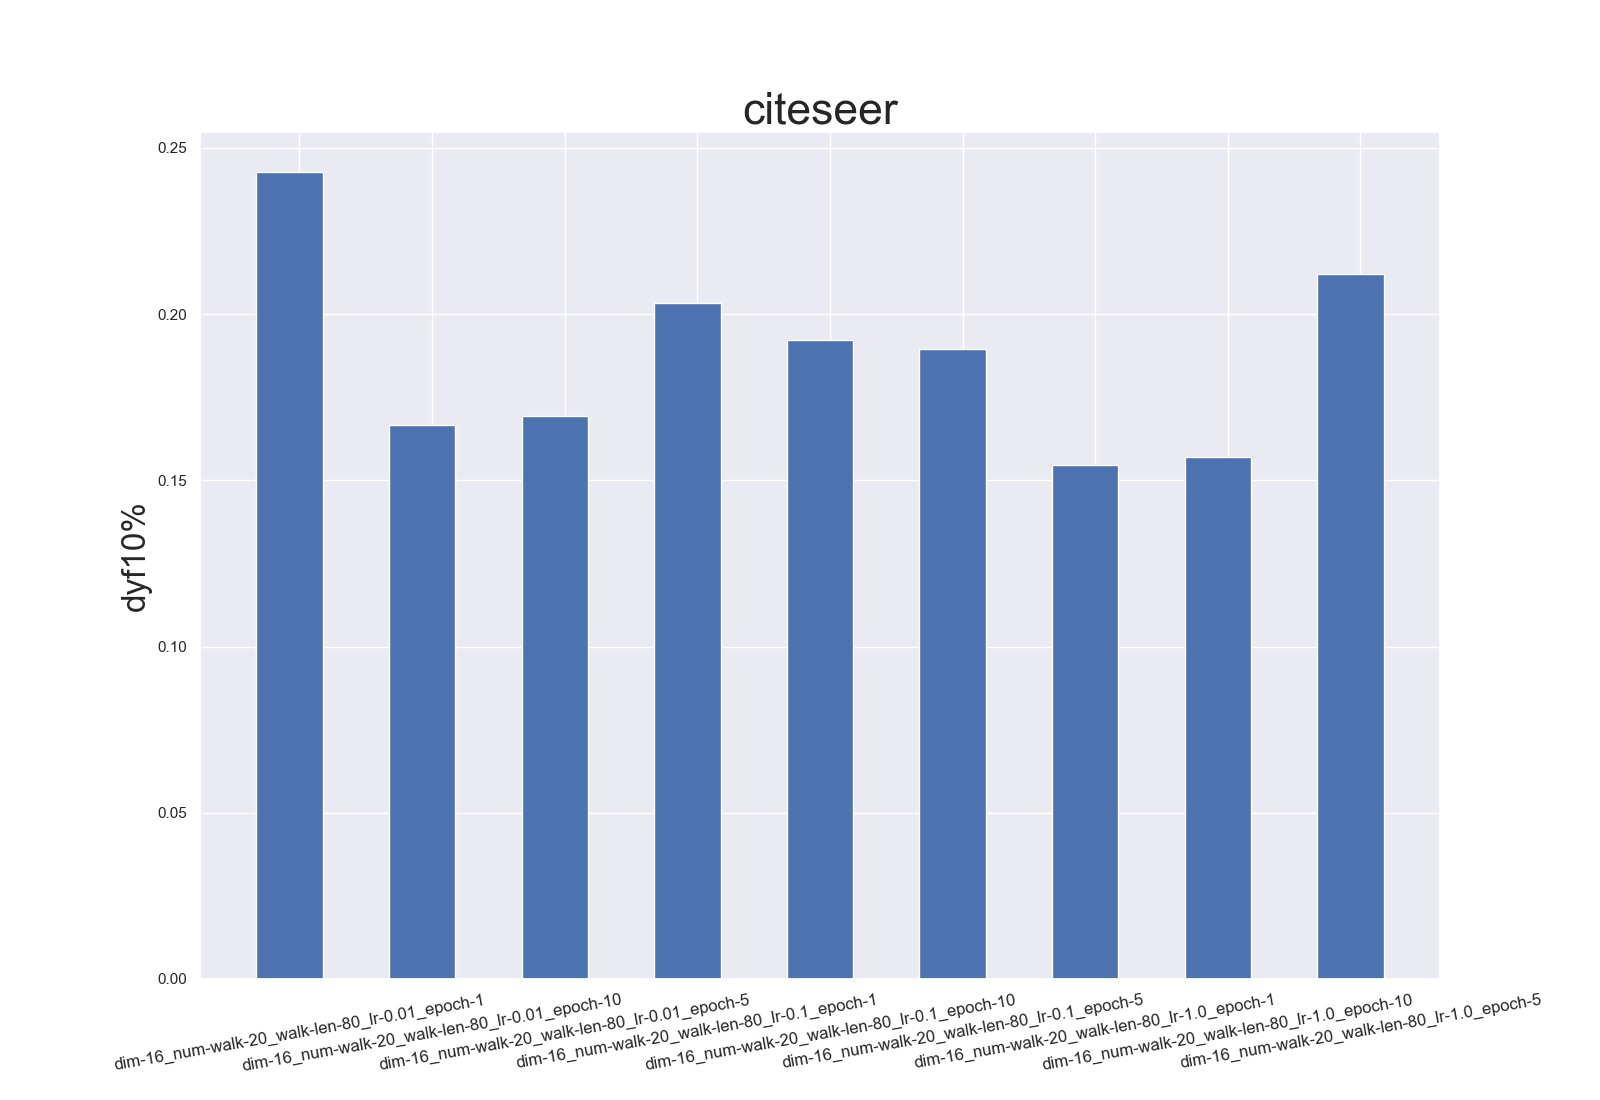 citeseer
0.25
0.20
0.15
0.10
0.05
0.00
dyf10%
dim-16_num-walk-20_walk-len-80_lr-0.01_epoch-1
dim-16_num-walk-20_walk-len-80_lr-0.01_epoch-10
dim-16_num-walk-20_walk-len-80_lr-0.01_epoch-5
dim-16_num-walk-20_walk-len-80_lr-0.1_epoch-1
dim-16_num-walk-20_walk-len-80_lr-0.1_epoch-10
dim-16_num-walk-20_walk-len-80_lr-0.1_epoch-5
dim-16_num-walk-20_walk-len-80_lr-1.0_epoch-1
dim-16_num-walk-20_walk-len-80_lr-1.0_epoch-10
dim-16_num-walk-20_walk-len-80_lr-1.0_epoch-5